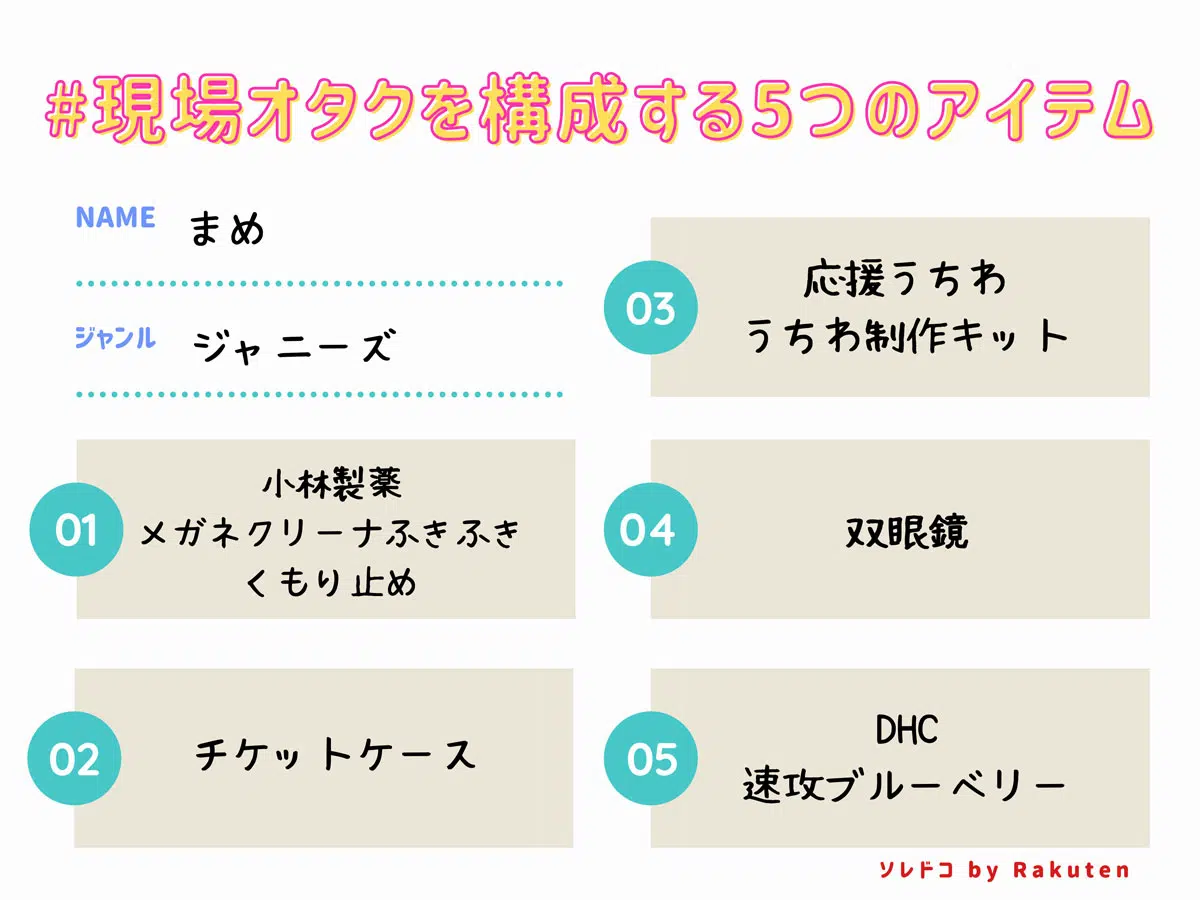 #現場オタクを構成する5つのアイテム
NAME まめ
ジャンル ジャニーズ
01
小林製薬
メガネクリーナふきふき
くもり止め
02
チケットケース
03
応援うちわ
うちわ制作キット
04
双眼鏡
05
DHC
速攻ブルーベリー
ソレドコ by Rakuten